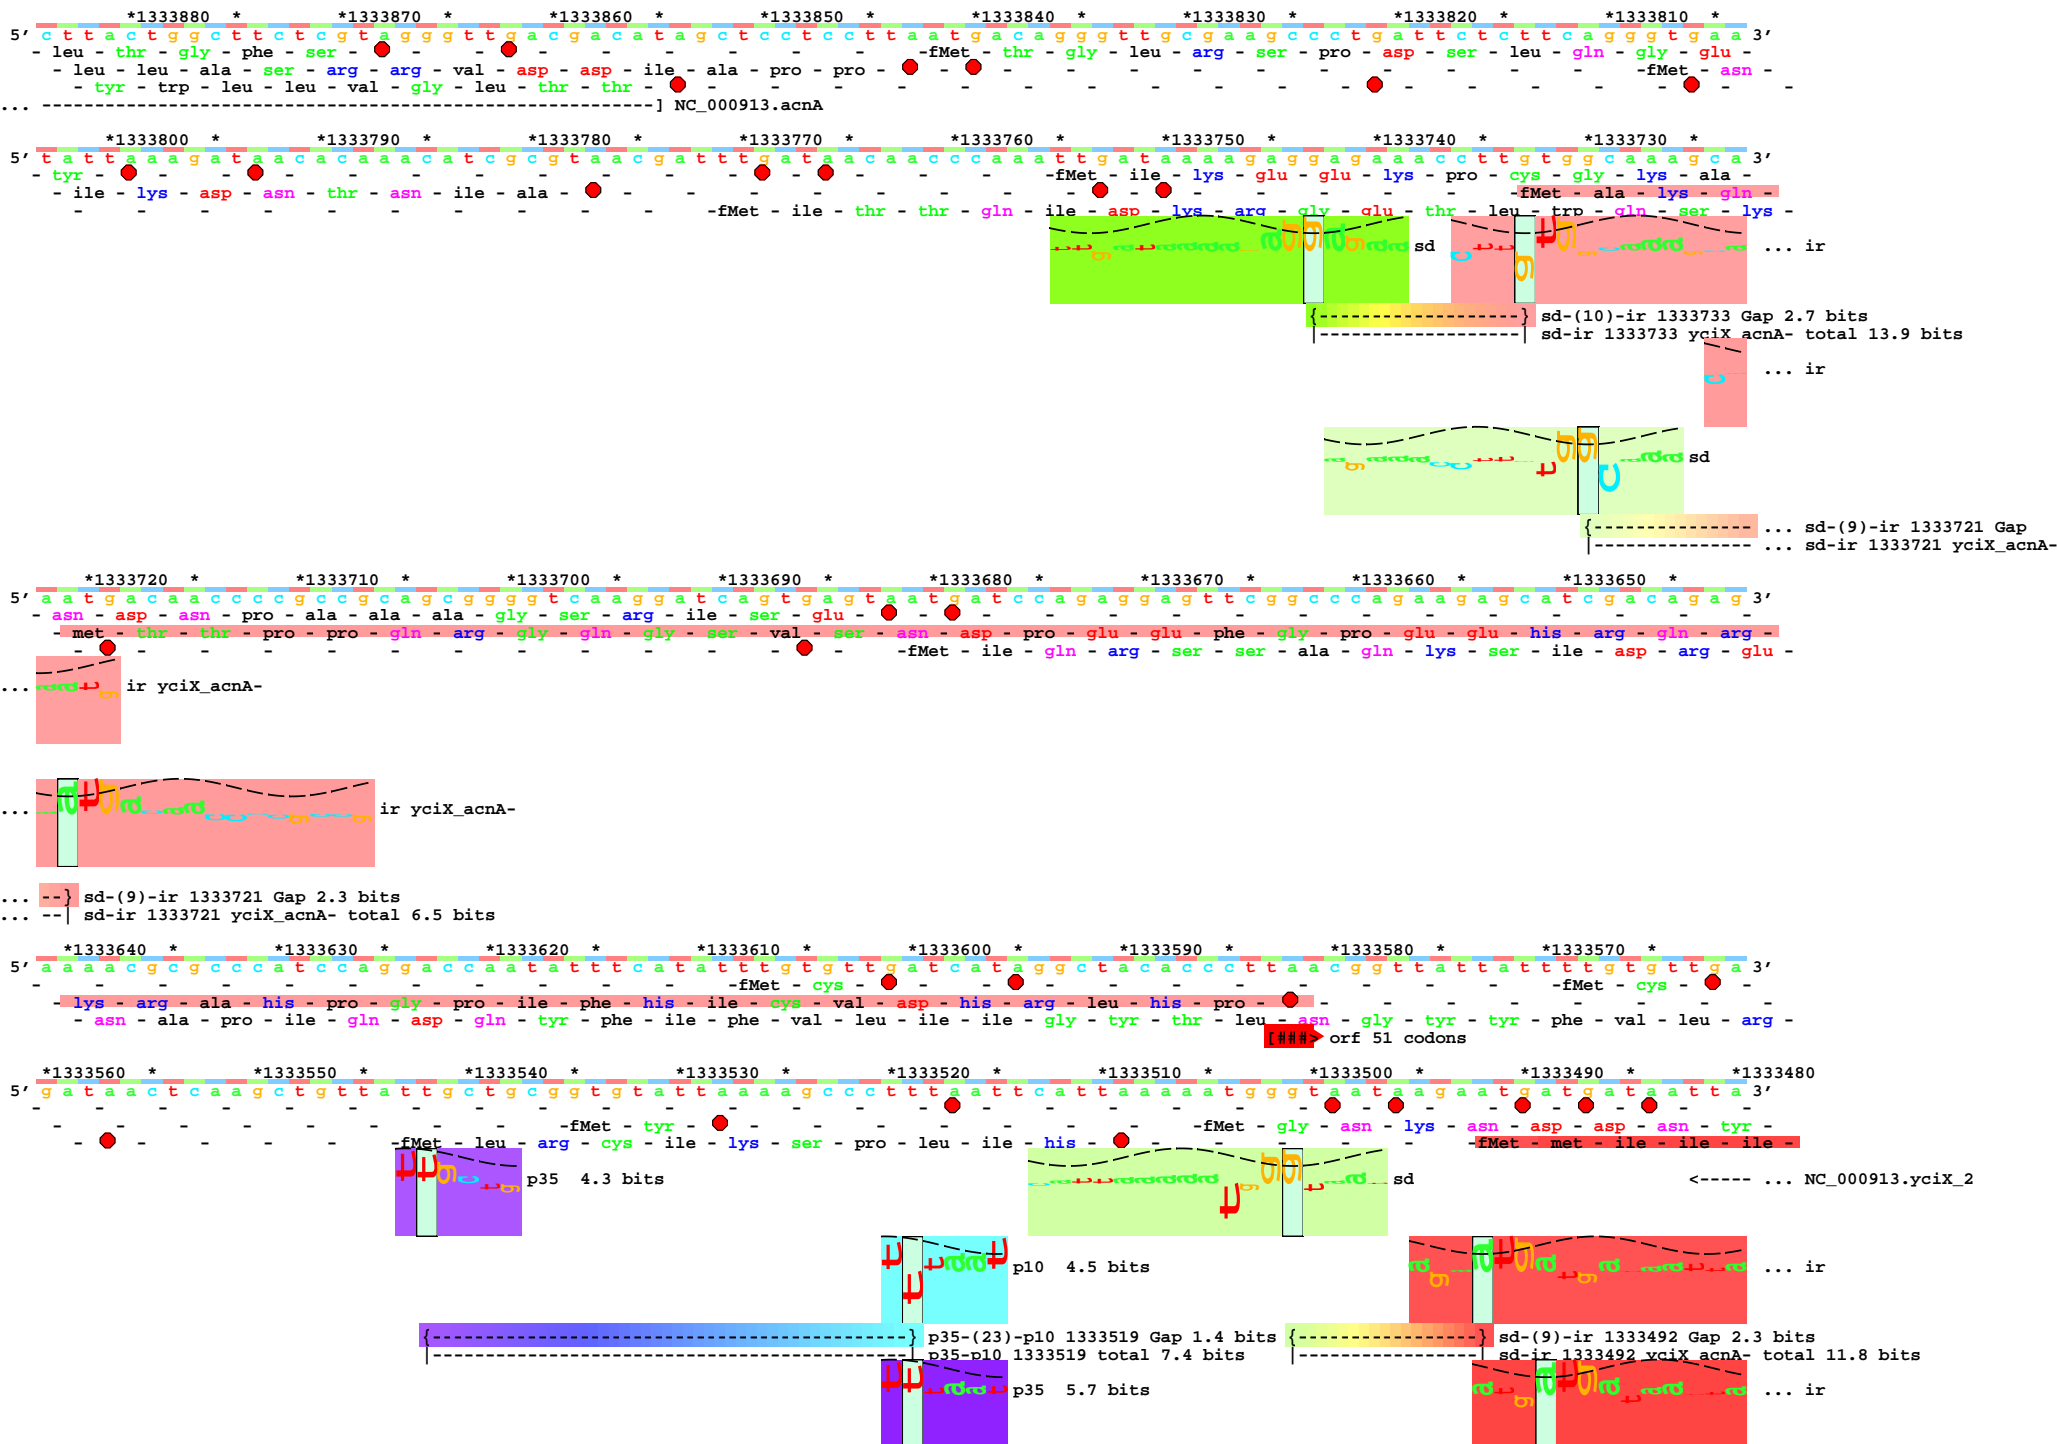 *1333880 * *1333870 * *1333860 * *1333850 * *1333840 * *1333830 * *1333820 * *1333810 *
5' c t t a c t g g c t t c t c g t a g g g t t g a c g a c a t a g c t c c t c c t t a a t g a c a g g g t t g c g a a g c c c t g a t t c t c t t c a g g g t g a a 3'
- leu - thr - gly - phe - ser - - - - - - - - - -fMet - thr - gly - leu - arg - ser - pro - asp - ser - leu - gln - gly - glu -
- leu - leu - ala - ser - arg - arg - val - asp - asp - ile - ala - pro - pro - - - - - - - - - - - -fMet - asn -
- tyr - trp - leu - leu - val - gly - leu - thr - thr - - - - - - - - - - - - - - - - - -
... ----------------------------------------------------------] NC_000913.acnA
*1333800 * *1333790 * *1333780 * *1333770 * *1333760 * *1333750 * *1333740 * *1333730 *
5' t a t t a a a g a t a a c a c a a a c a t c g c g t a a c g a t t t g a t a a c a a c c c a a a t t g a t a a a a g a g g a g a a a c c t t g t g g c a a a g c a 3'
- tyr - - - - - - - - - - - - - - -fMet - ile - lys - glu - glu - lys - pro - cys - gly - lys - ala -
- ile - lys - asp - asn - thr - asn - ile - ala - - - - - - - - - - - - - - -fMet - ala - lys - gln -
- - - - - - - - - - -fMet - ile - thr - thr - gln - ile - asp - lys - arg - gly - glu - thr - leu - trp - gln - ser - lys -
sd ... ir
{-------------------} sd-(10)-ir 1333733 Gap 2.7 bits
|-------------------| sd-ir 1333733 yciX_acnA- total 13.9 bits
... ir
sd
{--------------- ... sd-(9)-ir 1333721 Gap
|--------------- ... sd-ir 1333721 yciX_acnA-
*1333720 * *1333710 * *1333700 * *1333690 * *1333680 * *1333670 * *1333660 * *1333650 *
5' a a t g a c a a c c c c g c c g c a g c g g g g t c a a g g a t c a g t g a g t a a t g a t c c a g a g g a g t t c g g c c c a g a a g a g c a t c g a c a g a g 3'
- asn - asp - asn - pro - ala - ala - ala - gly - ser - arg - ile - ser - glu - - - - - - - - - - - - - -
- met - thr - thr - pro - pro - gln - arg - gly - gln - gly - ser - val - ser - asn - asp - pro - glu - glu - phe - gly - pro - glu - glu - his - arg - gln - arg -
- - - - - - - - - - - - - -fMet - ile - gln - arg - ser - ser - ala - gln - lys - ser - ile - asp - arg - glu -
... ir yciX_acnA-
... ir yciX_acnA-
... --} sd-(9)-ir 1333721 Gap 2.3 bits
... --| sd-ir 1333721 yciX_acnA- total 6.5 bits
*1333640 * *1333630 * *1333620 * *1333610 * *1333600 * *1333590 * *1333580 * *1333570 *
5' a a a a c g c g c c c a t c c a g g a c c a a t a t t t c a t a t t t g t g t t g a t c a t a g g c t a c a c c c t t a a c g g t t a t t a t t t t g t g t t g a 3'
- - - - - - - - - - - -fMet - cys - - - - - - - - - - - -fMet - cys - -
- lys - arg - ala - his - pro - gly - pro - ile - phe - his - ile - cys - val - asp - his - arg - leu - his - pro - - - - - - - -
- asn - ala - pro - ile - gln - asp - gln - tyr - phe - ile - phe - val - leu - ile - ile - gly - tyr - thr - leu - asn - gly - tyr - tyr - phe - val - leu - arg -
[###> orf 51 codons
*1333560 * *1333550 * *1333540 * *1333530 * *1333520 * *1333510 * *1333500 * *1333490 * *1333480
5' g a t a a c t c a a g c t g t t a t t g c t g c g g t g t a t t a a a a g c c c t t t a a t t c a t t a a a a t g g g t a a t a a g a a t g a t g a t a a t t a 3'
- - - - - - - - - - - - - - - - - - - - - - -
- - - - - - - - -fMet - tyr - - - - - - - - -fMet - gly - asn - lys - asn - asp - asp - asn - tyr -
- - - - - -fMet - leu - arg - cys - ile - lys - ser - pro - leu - ile - his - - - - - -fMet - met - ile - ile - ile -
p35 4.3 bits sd <----- ... NC_000913.yciX_2
p10 4.5 bits ... ir
{---------------------------------------------} p35-(23)-p10 1333519 Gap 1.4 bits {-----------------} sd-(9)-ir 1333492 Gap 2.3 bits
|---------------------------------------------| p35-p10 1333519 total 7.4 bits |-----------------| sd-ir 1333492 yciX_acnA- total 11.8 bits
p35 5.7 bits ... ir